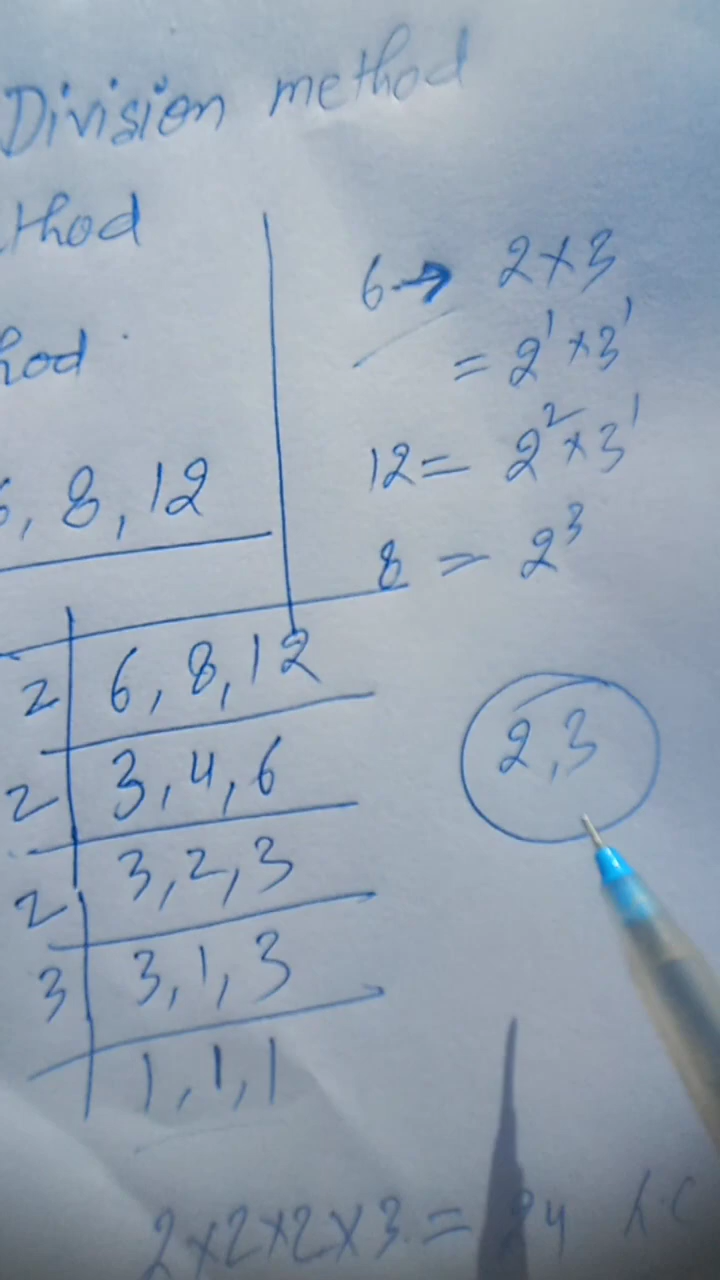 Division method
thod
hod
6 → 2×3
= 2¹×3¹
12 = 2²×3¹
8 = 2³
, 8, 12
2 | 6, 8, 12
2 | 3, 4, 6
2 | 3, 2, 3
3 | 3, 1, 3
1, 1, 1
2, 3
2×2×2×3 = 24